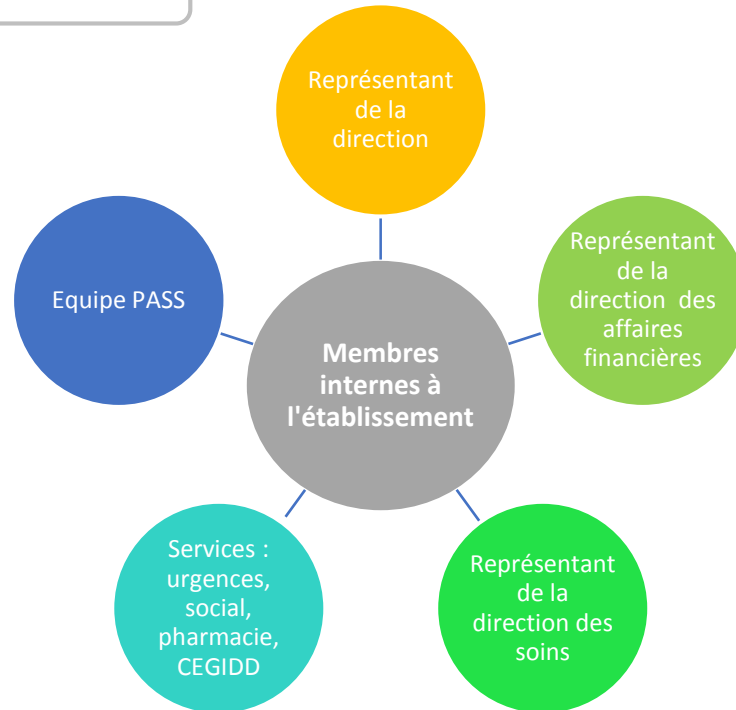 Représentant
de la
direction
Représentant
de la
direction des
affaires
financières
Equipe PASS
Membres
internes à
l'établissement
Services :
urgences,
social,
pharmacie,
CEGIDD
Représentant
de la
direction des
soins